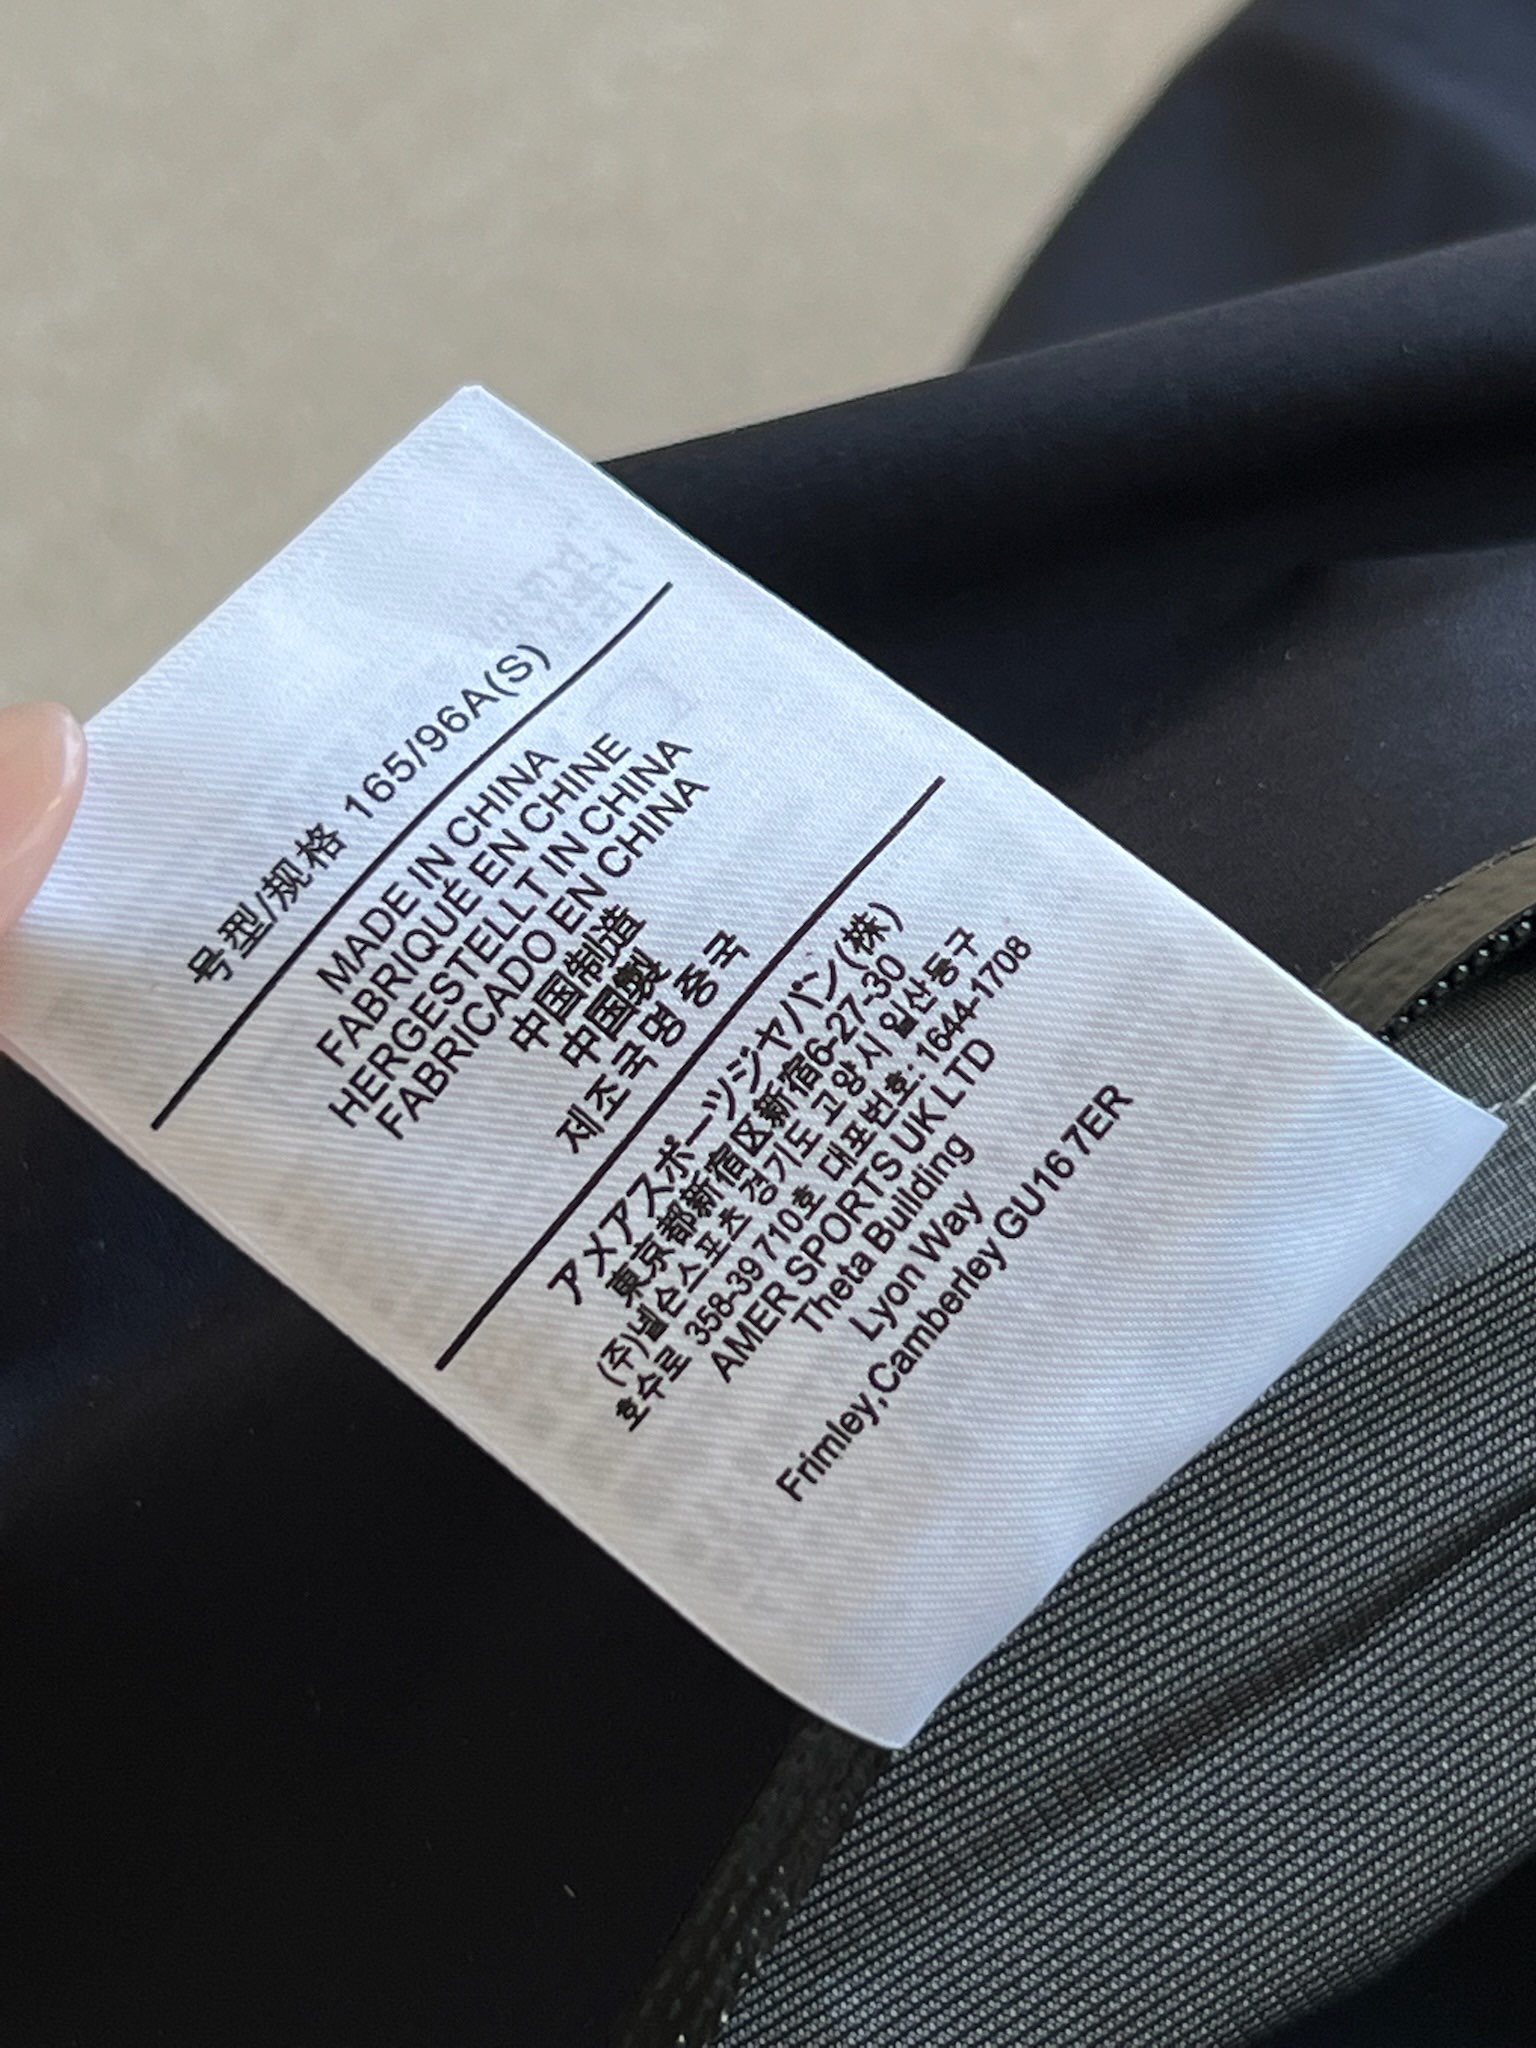 号型/规格 165/96A(S)
MADE IN CHINA
FABRIQUÉ EN CHINE
HERGESTELLT IN CHINA
FABRICADO EN CHINA
中国制造
中国製
제조국명 중국
アメアスポーツジャパン(株)
東京都新宿区新宿6-27-30
(주)넬슨스포츠 경기도 고양시 일산동구
호수로 358-39 710호 대표번호: 1644-1708
AMER SPORTS UK LTD
Theta Building
Lyon Way
Frimley,Camberley GU16 7ER